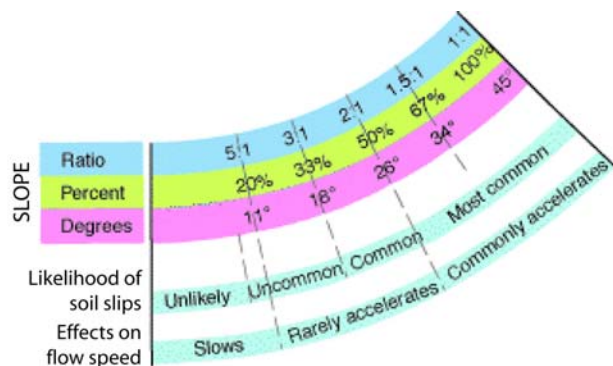 SLOPE
Ratio 5:1 3:1 2:1 1.5:1 1:1
Percent 20% 33% 50% 67% 100%
Degrees 11° 18° 26° 34° 45°
Likelihood of
soil slips
Unlikely Uncommon Common Most common
Effects on
flow speed
Slows Rarely accelerates Commonly accelerates